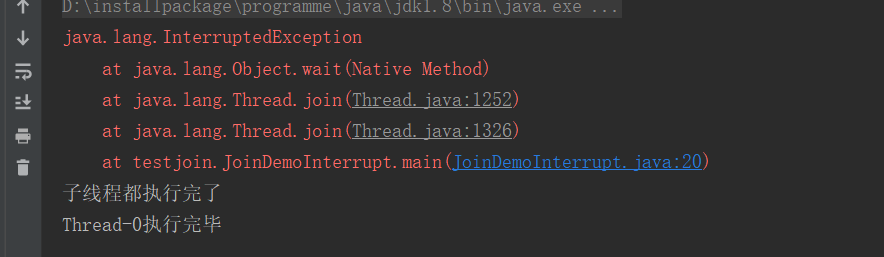 D:\installpackage\programme\java\jdk1.8\bin\java.exe ...
java.lang.InterruptedException
at java.lang.Object.wait(Native Method)
at java.lang.Thread.join(Thread.java:1252)
at java.lang.Thread.join(Thread.java:1326)
at testjoin.JoinDemoInterrupt.main(JoinDemoInterrupt.java:20)
子线程都执行完了
Thread-0执行完毕